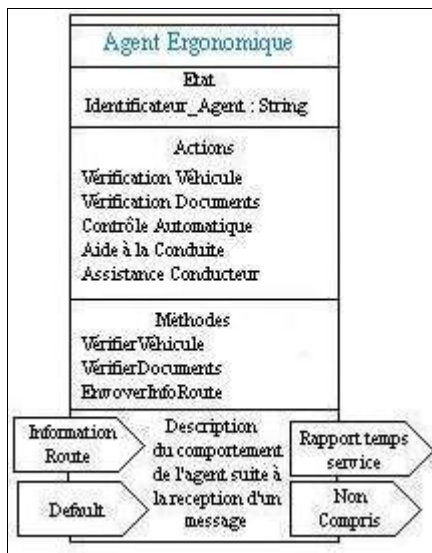 Agent Ergonomique
Etat
Identificateur_Agent : String
Actions
Vérification Véhicule
Vérification Documents
Contrôle Automatique
Aide à la Conduite
Assistance Conducteur
Méthodes
VérifierVéhicule
VérifierDocuments
EnvoyerInfoRoute
Information
Route
Default
Description
du comportement
de l'agent suite à
la reception d'un
message
Rapport temps
service
Non
Compris